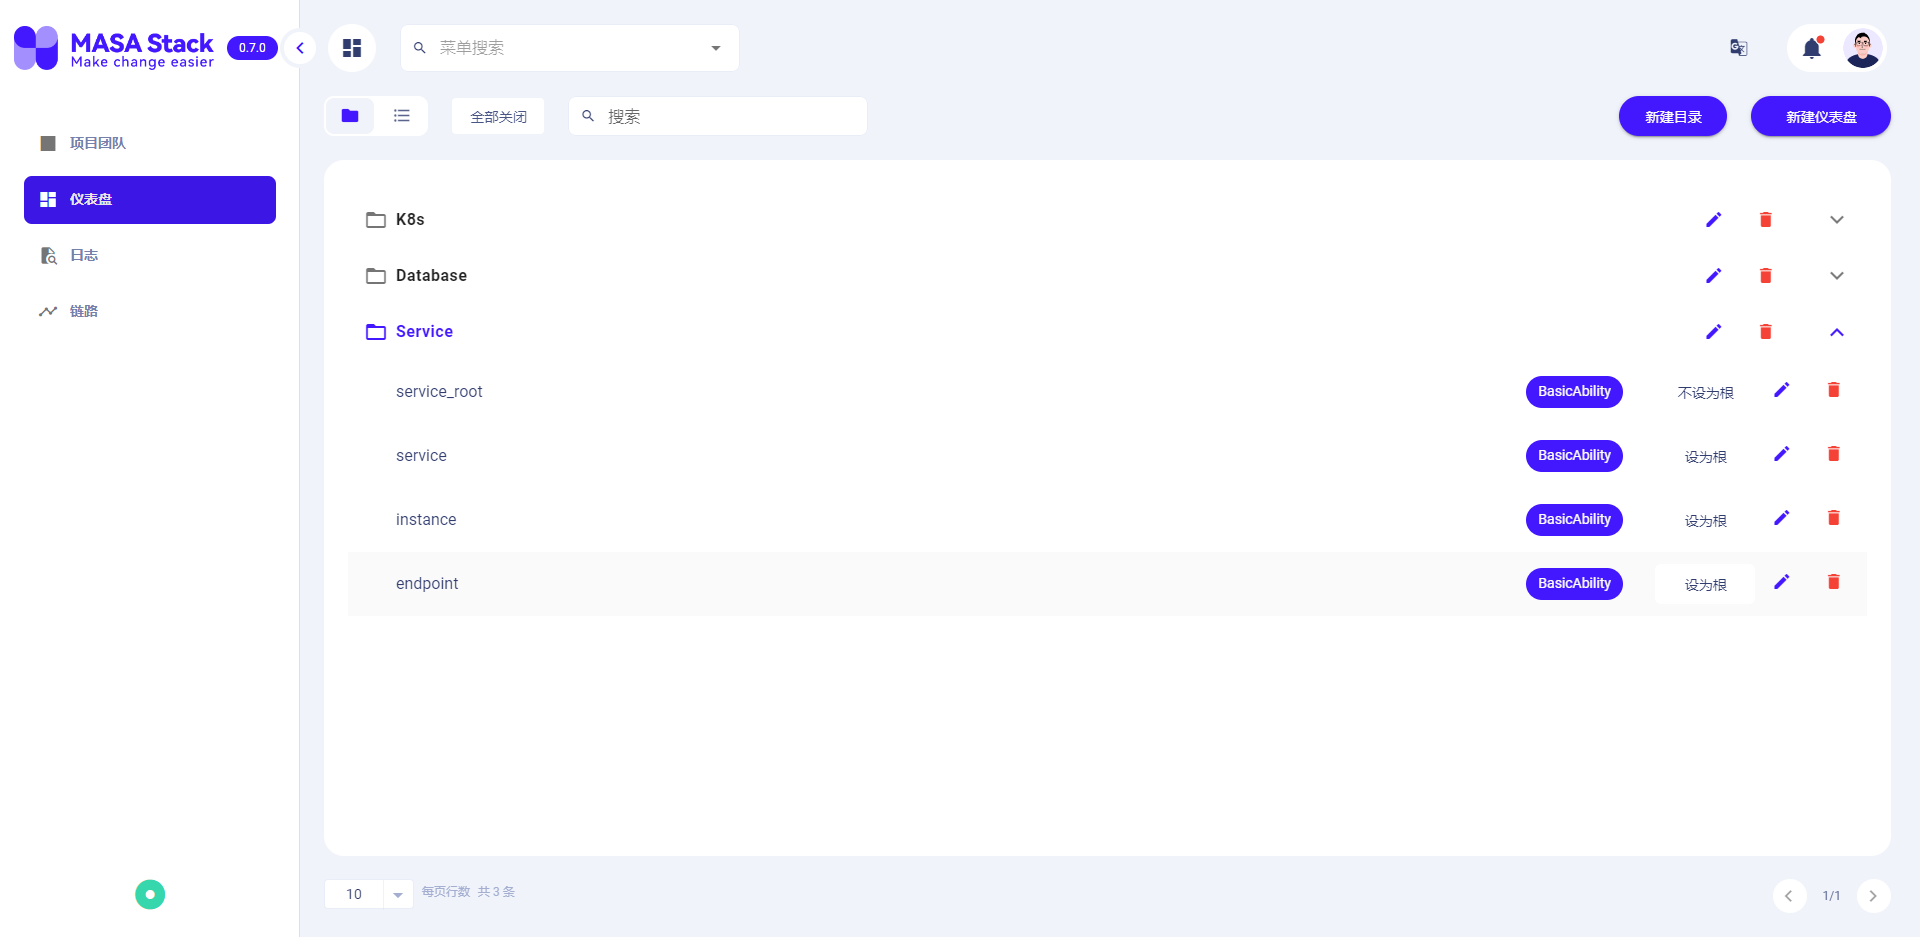 MASA Stack
Make change easier
0.7.0
菜单搜索
项目团队
仪表盘
日志
链路
全部关闭
搜索
新建目录
新建仪表盘
K8s
Database
Service
service_root
BasicAbility
不设为根
service
BasicAbility
设为根
instance
BasicAbility
设为根
endpoint
BasicAbility
设为根
10
每页行数 共 3 条
1/1